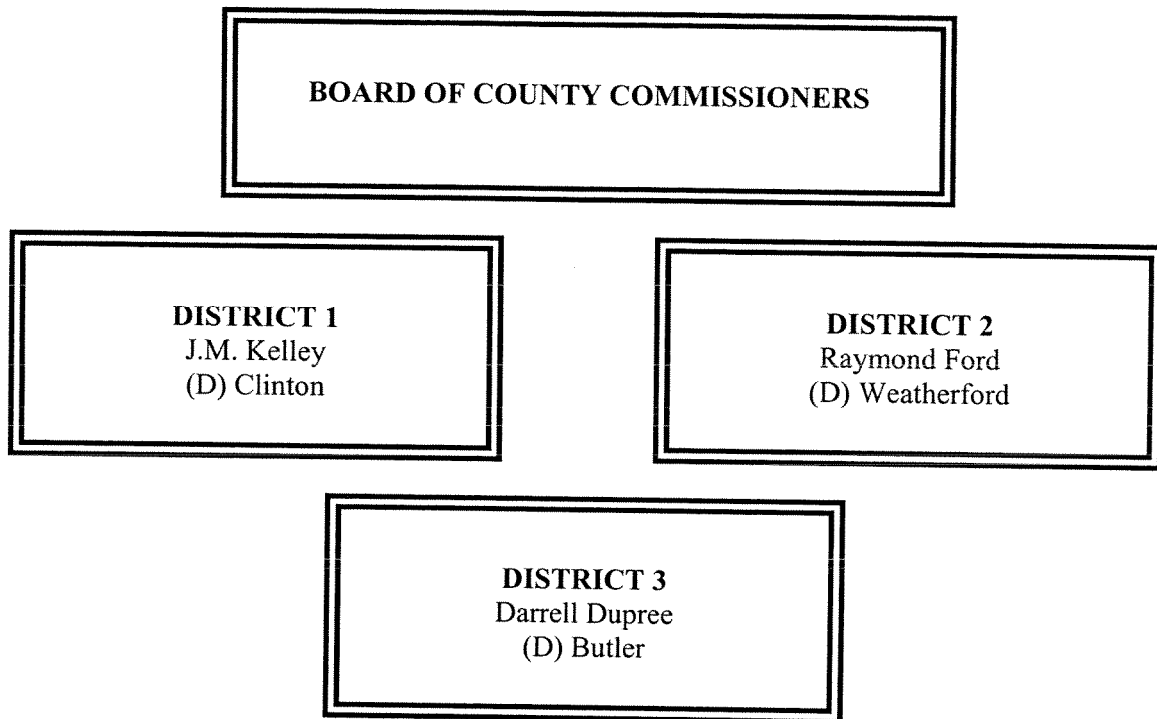 BOARD OF COUNTY COMMISSIONERS
DISTRICT 1
J.M. Kelley
(D) Clinton
DISTRICT 2
Raymond Ford
(D) Weatherford
DISTRICT 3
Darrell Dupree
(D) Butler